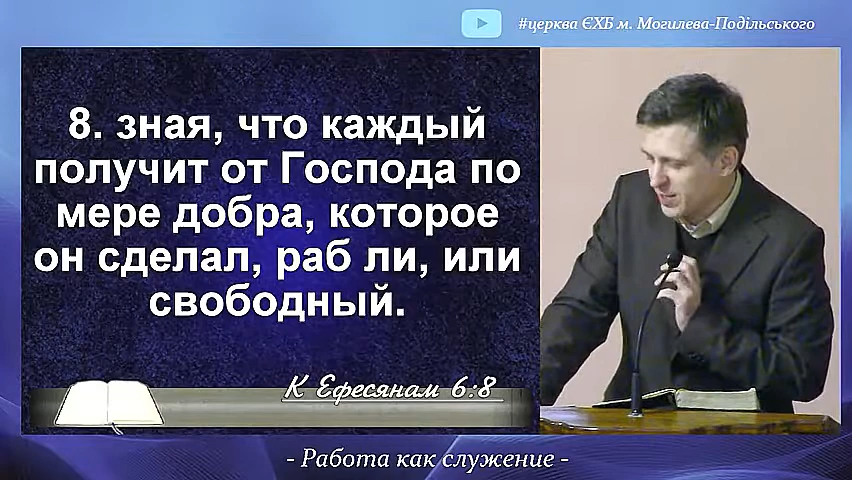 #церква ЄХБ м. Могилева-Подільського
8. зная, что каждый
получит от Господа по
мере добра, которое
он сделал, раб ли, или
свободный.
К Ефесянам 6:8
- Работа как служение -